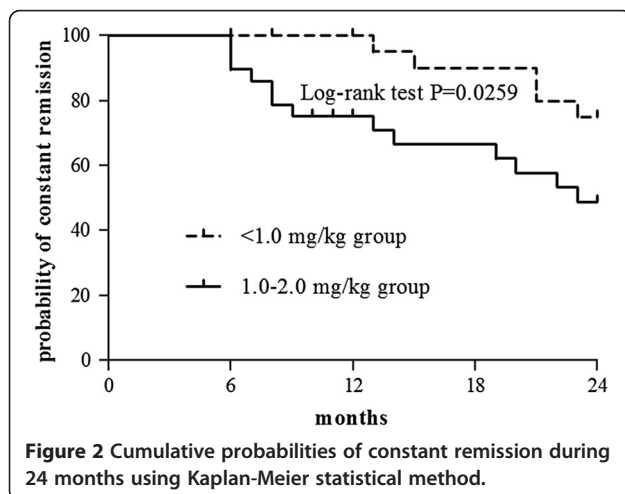 100
80
60
40
20
0
probability of constant remission
Log-rank test P=0.0259
<1.0 mg/kg group
1.0-2.0 mg/kg group
0 6 12 18 24
months
Figure 2 Cumulative probabilities of constant remission during
24 months using Kaplan-Meier statistical method.